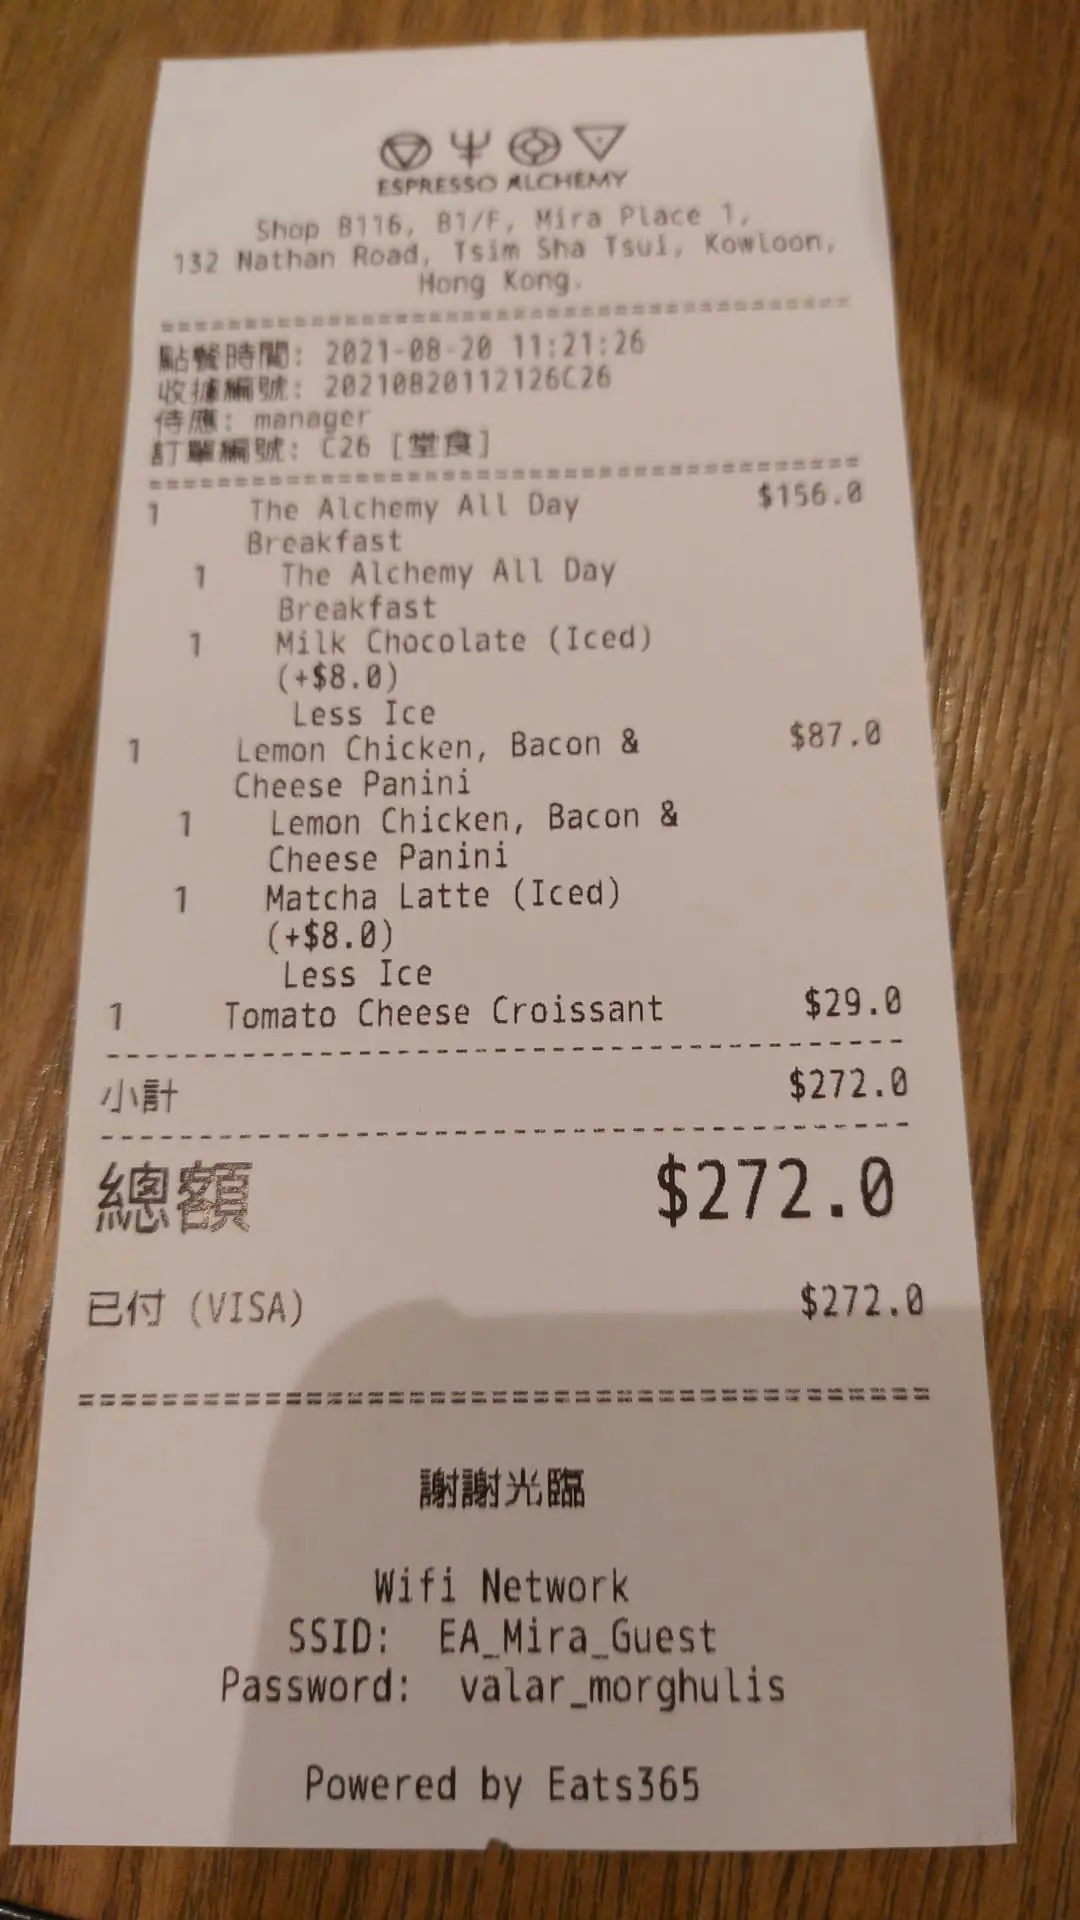 ESPRESSO ALCHEMY
Shop B116, B1/F, Mira Place 1,
132 Nathan Road, Tsim Sha Tsui, Kowloon,
Hong Kong.
========================================
點餐時間: 2021-08-20 11:21:26
收據編號: 20210820112126C26
侍應: manager
訂單編號: C26 [堂食]
========================================
1 The Alchemy All Day $156.0
Breakfast
1 The Alchemy All Day
Breakfast
1 Milk Chocolate (Iced)
(+$8.0)
Less Ice
1 Lemon Chicken, Bacon & $87.0
Cheese Panini
1 Lemon Chicken, Bacon &
Cheese Panini
1 Matcha Latte (Iced)
(+$8.0)
Less Ice
1 Tomato Cheese Croissant $29.0
----------------------------------------
小計 $272.0
----------------------------------------
總額 $272.0
已付 (VISA) $272.0
========================================
謝謝光臨
Wifi Network
SSID: EA_Mira_Guest
Password: valar_morghulis
Powered by Eats365